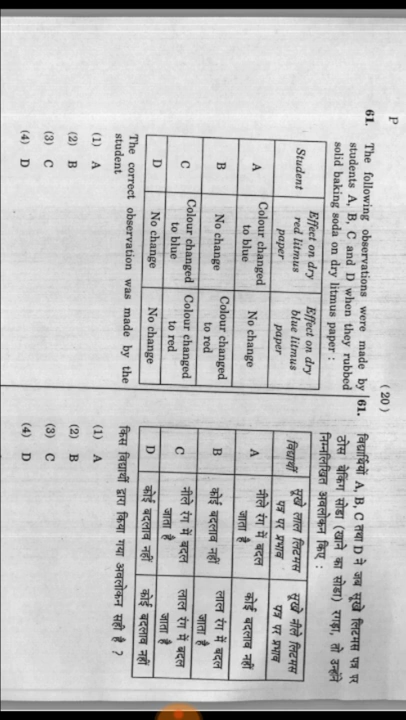 P
(20)
61. The following observations were made by
students A, B, C and D when they rubbed
solid baking soda on dry litmus paper :
Student
Effect on dry
red litmus
paper
Effect on dry
blue litmus
paper
A
Colour changed
to blue
No change
B
No change
Colour changed
to red
C
Colour changed
to blue
Colour changed
to red
D
No change
No change
The correct observation was made by the
student
(1) A
(2) B
(3) C
(4) D
61. विद्यार्थियों A, B, C तथा D ने जब सूखे लिटमस पत्र पर
ठोस बेकिंग सोडा (खाने का सोडा) रगड़ा, तो उन्होंने
निम्नलिखित अवलोकन किए :
विद्यार्थी
सूखे लाल लिटमस
पत्र पर प्रभाव
सूखे नीले लिटमस
पत्र पर प्रभाव
A
नीले रंग में बदल
जाता है
कोई बदलाव नहीं
B
कोई बदलाव नहीं
लाल रंग में बदल
जाता है
C
नीले रंग में बदल
जाता है
लाल रंग में बदल
जाता है
D
कोई बदलाव नहीं
कोई बदलाव नहीं
किस विद्यार्थी द्वारा किया गया अवलोकन सही है ?
(1) A
(2) B
(3) C
(4) D